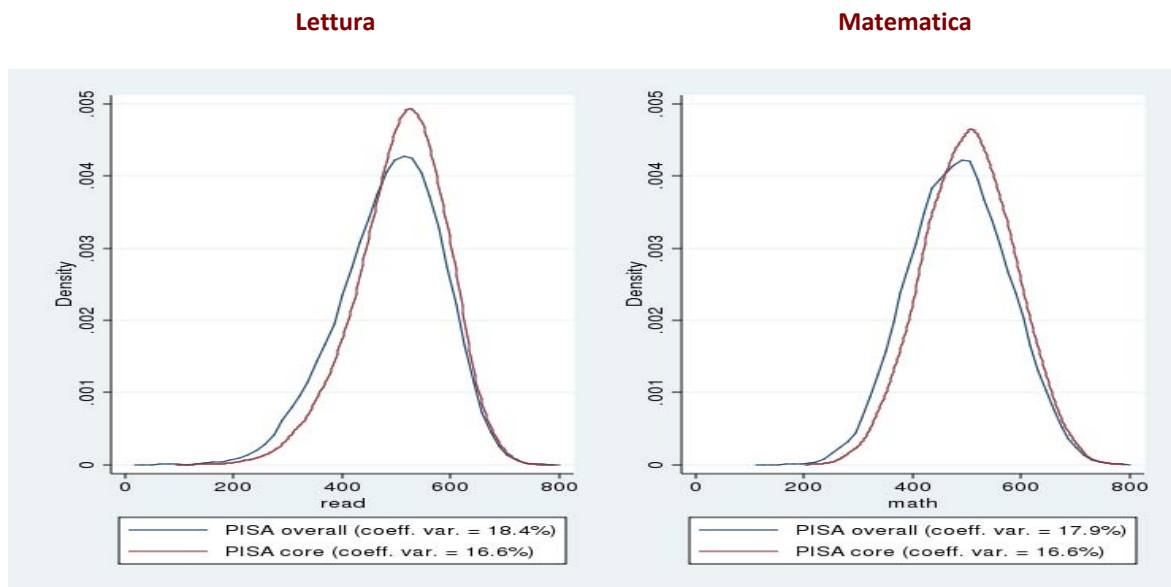 Lettura
Matematica
Density
0 .001 .002 .003 .004 .005
0 200 400 600 800
read
PISA overall (coeff. var. = 18.4%)
PISA core (coeff. var. = 16.6%)
Density
0 .001 .002 .003 .004 .005
0 200 400 600 800
math
PISA overall (coeff. var. = 17.9%)
PISA core (coeff. var. = 16.6%)